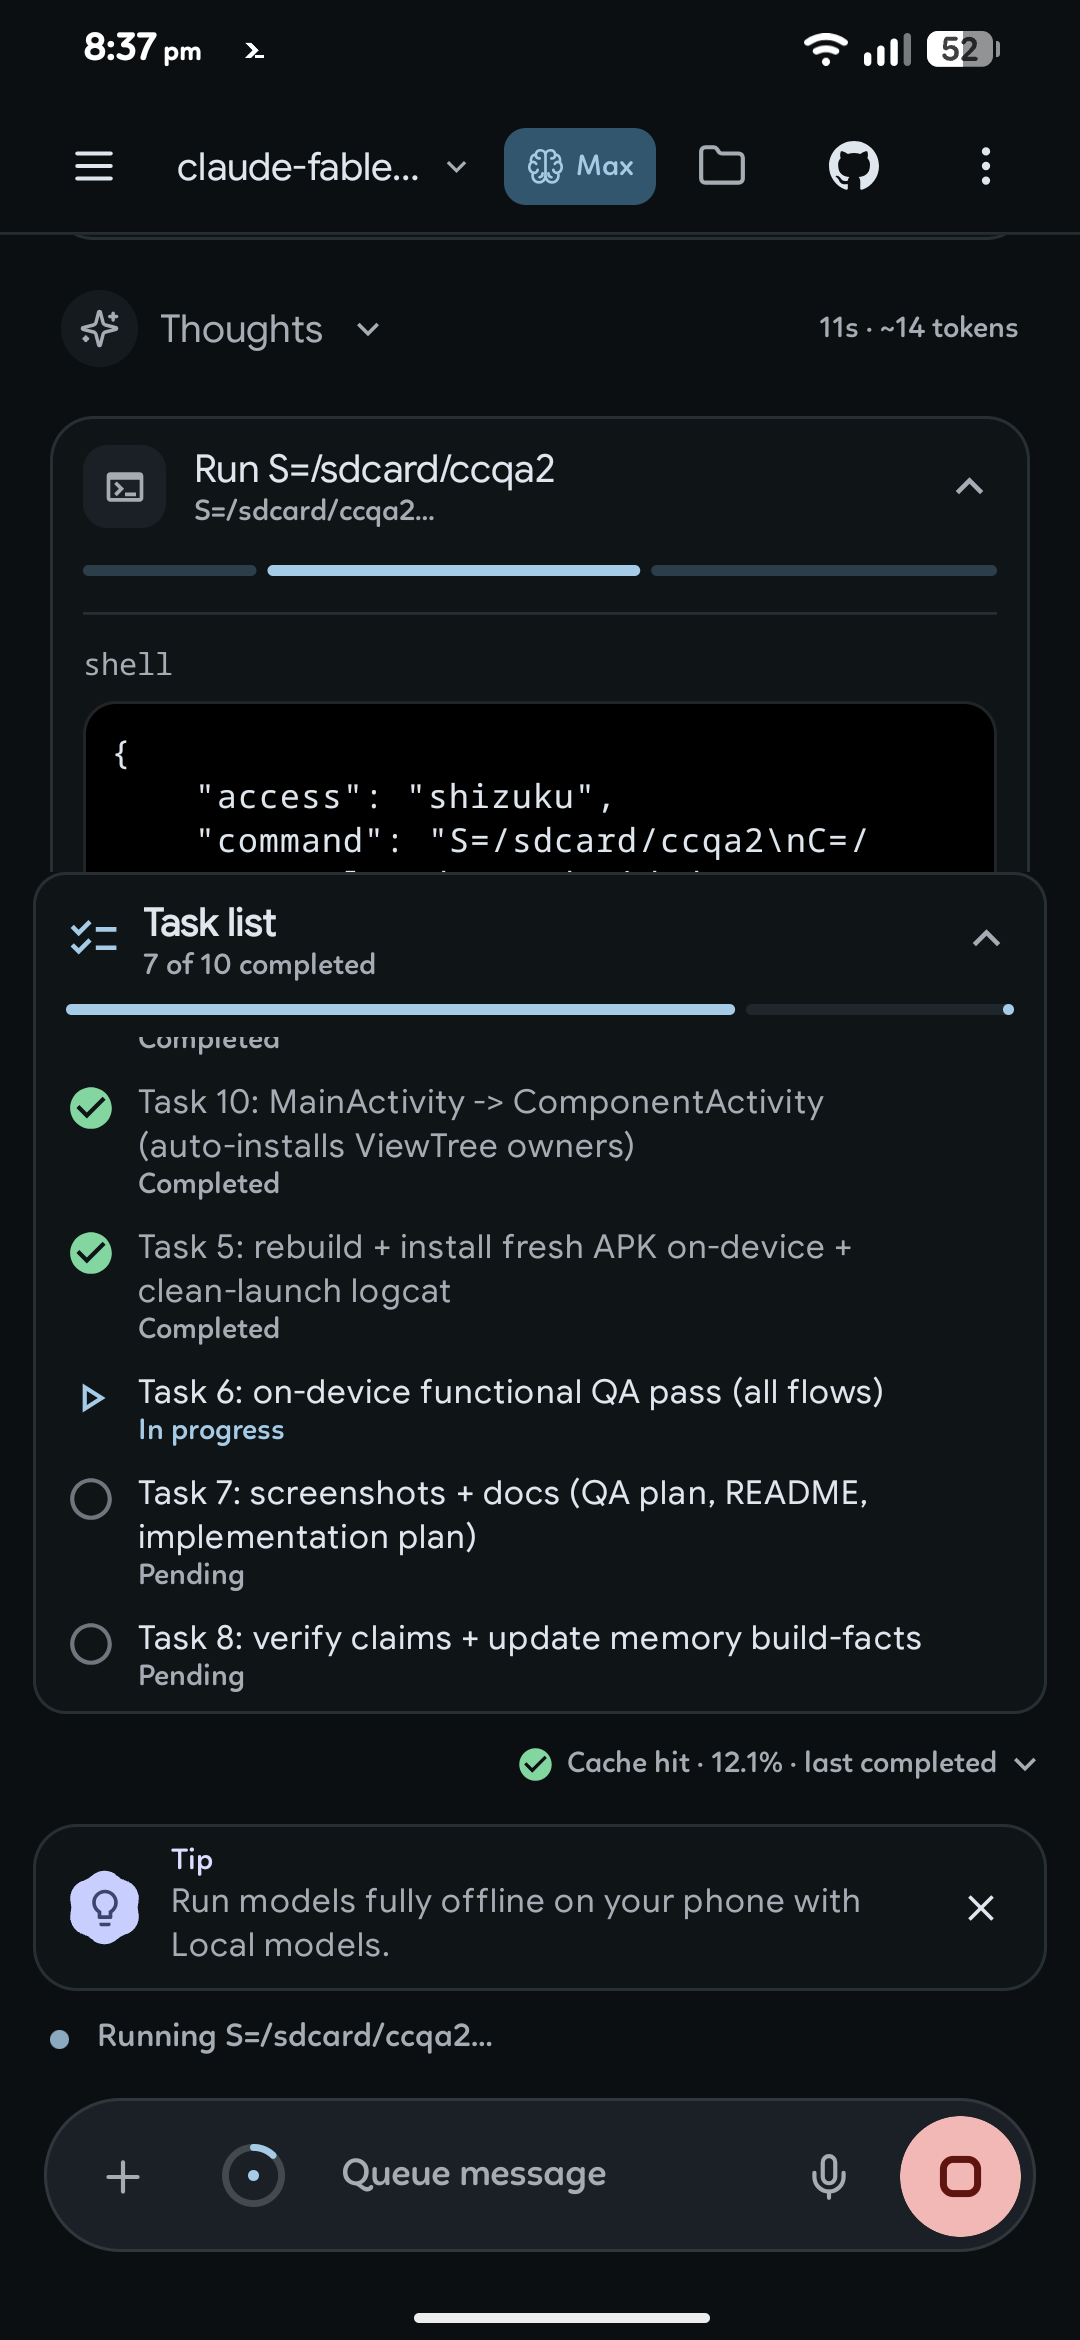 8:37 pm
52
claude-fable...
Max
Thoughts
11s · ~14 tokens
Run S=/sdcard/ccqa2
S=/sdcard/ccqa2...
shell
{
"access": "shizuku",
"command": "S=/sdcard/ccqa2\nC=/
Task list
7 of 10 completed
Completed
Task 10: MainActivity -> ComponentActivity
(auto-installs ViewTree owners)
Completed
Task 5: rebuild + install fresh APK on-device +
clean-launch logcat
Completed
Task 6: on-device functional QA pass (all flows)
In progress
Task 7: screenshots + docs (QA plan, README,
implementation plan)
Pending
Task 8: verify claims + update memory build-facts
Pending
Cache hit · 12.1% · last completed
Tip
Run models fully offline on your phone with
Local models.
Running S=/sdcard/ccqa2...
Queue message